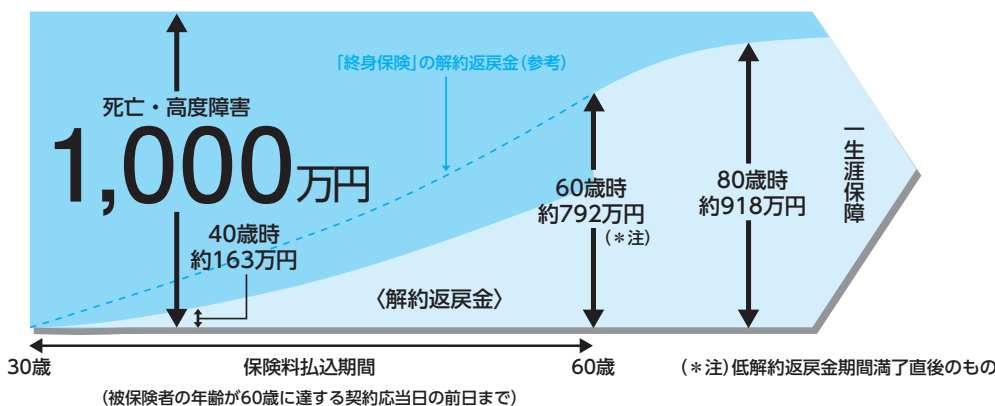 「終身保険」の解約返戻金(参考)
死亡・高度障害
1,000万円
40歳時
約163万円
60歳時
約792万円
(*注)
80歳時
約918万円
一生涯保障
〈解約返戻金〉
30歳
保険料払込期間
60歳
(*注)低解約返戻金期間満了直後のもの
(被保険者の年齢が60歳に達する契約応当日の前日まで)